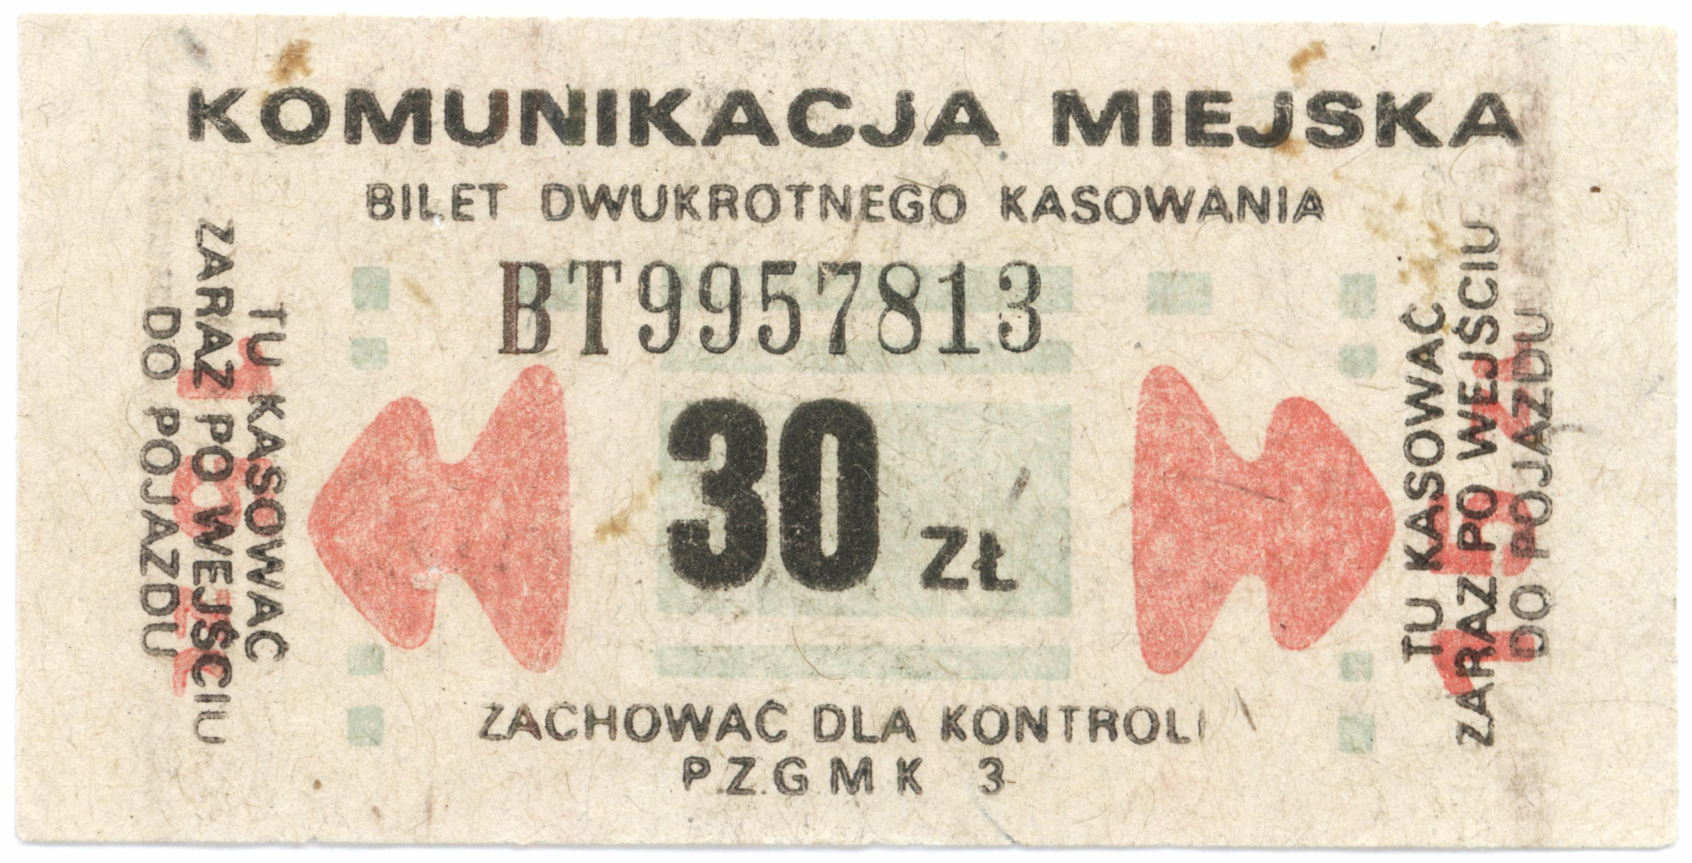 KOMUNIKACJA MIEJSKA
BILET DWUKROTNEGO KASOWANIA
BT9957813
30 ZŁ
ZACHOWAĆ DLA KONTROLI
P.Z.G.M.K 3
TU KASOWAĆ
ZARAZ PO WEJŚCIU
DO POJAZDU
TU KASOWAĆ
ZARAZ PO WEJŚCIU
DO POJAZDU